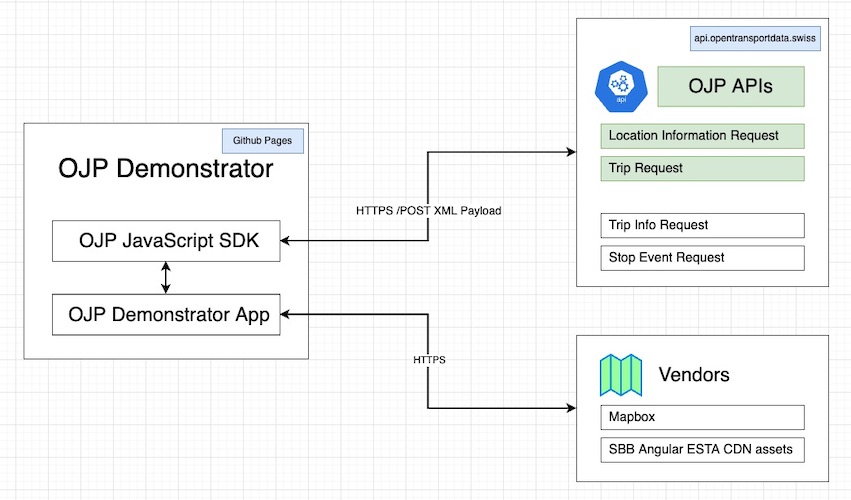 Github Pages
OJP Demonstrator
OJP JavaScript SDK
OJP Demonstrator App
HTTPS /POST XML Payload
HTTPS
api.opentransportdata.swiss
api
OJP APIs
Location Information Request
Trip Request
Trip Info Request
Stop Event Request
Vendors
Mapbox
SBB Angular ESTA CDN assets